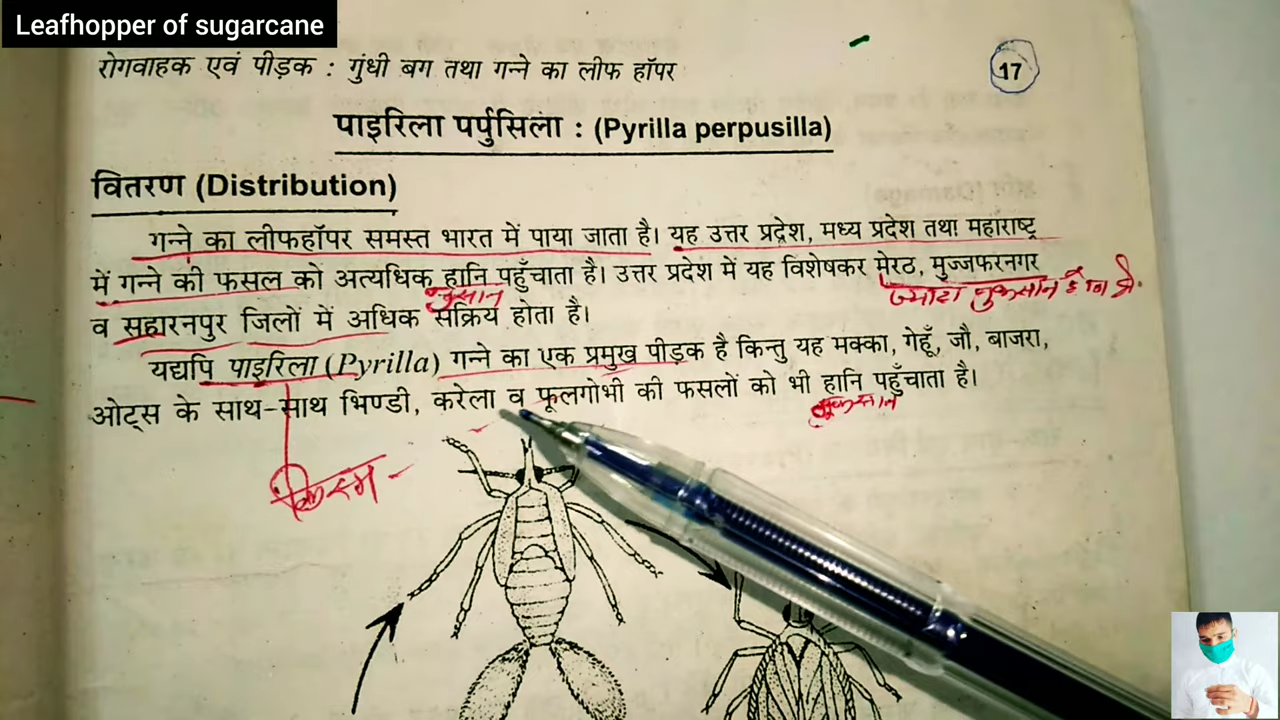 Leafhopper of sugarcane
रोगवाहक एवं पीड़क : गुंधी बग तथा गन्ने का लीफ हॉपर
17
पाइरिला पर्पुसिला : (Pyrilla perpusilla)
वितरण (Distribution)
गन्ने का लीफहॉपर समस्त भारत में पाया जाता है। यह उत्तर प्रदेश, मध्य प्रदेश तथा महाराष्ट्र
में गन्ने की फसल को अत्यधिक हानि पहुँचाता है। उत्तर प्रदेश में यह विशेषकर मेरठ, मुज्जफरनगर
नुकसान
ज्यादा नुकसान
व सहारनपुर जिलों में अधिक सक्रिय होता है।
यद्यपि पाइरिला (Pyrilla) गन्ने का एक प्रमुख पीड़क है किन्तु यह मक्का, गेहूँ, जौ, बाजरा,
ओट्स के साथ-साथ भिण्डी, करेला व फूलगोभी की फसलों को भी हानि पहुँचाता है।
नुकसान
किस्म